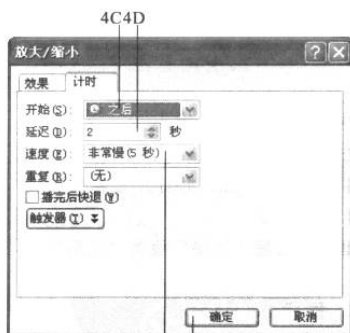 4C4D
放大/缩小
效果 计时
开始(S): 之后
延迟(D): 2 秒
速度(E): 非常慢(5 秒)
重复(R): (无)
播完后快退(W)
触发器(T)
确定 取消